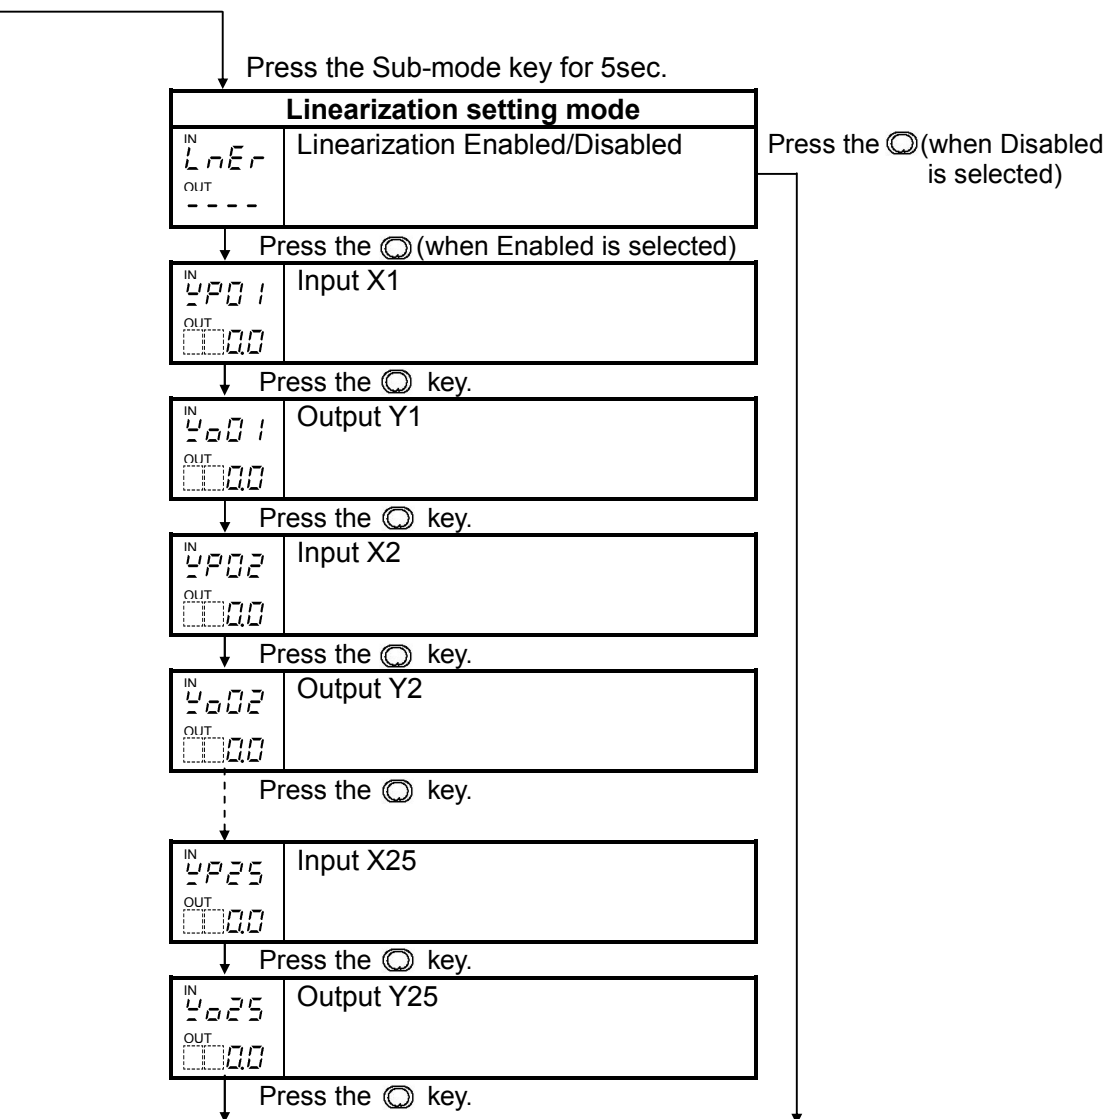 Press the Sub-mode key for 5sec.
Linearization setting mode
IN
LnEr
Linearization Enabled/Disabled
OUT
----
Press the (when Disabled
is selected)
Press the (when Enabled is selected)
IN
YP01
Input X1
OUT
0.0
Press the key.
IN
Yo01
Output Y1
OUT
0.0
Press the key.
IN
YP02
Input X2
OUT
0.0
Press the key.
IN
Yo02
Output Y2
OUT
0.0
Press the key.
IN
YP25
Input X25
OUT
0.0
Press the key.
IN
Yo25
Output Y25
OUT
0.0
Press the key.